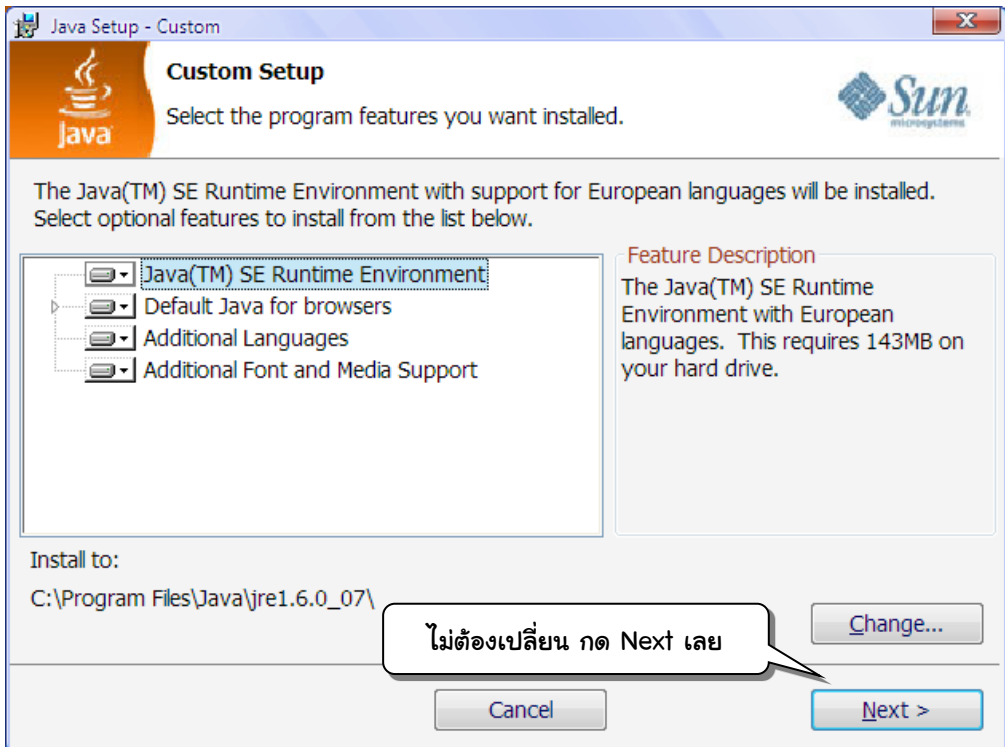 Java Setup - Custom
Java
Custom Setup
Select the program features you want installed.
Sun
microsystems
The Java(TM) SE Runtime Environment with support for European languages will be installed.
Select optional features to install from the list below.
Java(TM) SE Runtime Environment
Default Java for browsers
Additional Languages
Additional Font and Media Support
Feature Description
The Java(TM) SE Runtime
Environment with European
languages. This requires 143MB on
your hard drive.
Install to:
C:\Program Files\Java\jre1.6.0_07\
Change...
ไม่ต้องเปลี่ยน กด Next เลย
Cancel
Next >